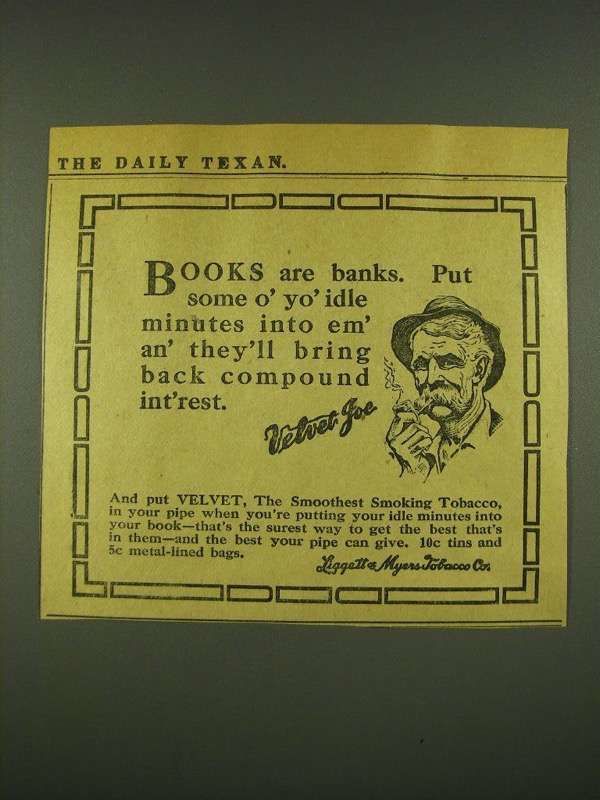 THE DAILY TEXAN.
BOOKS are banks. Put
some o' yo' idle
minutes into em'
an' they'll bring
back compound
int'rest.
Velvet Joe
And put VELVET, The Smoothest Smoking Tobacco,
in your pipe when you're putting your idle minutes into
your book—that's the surest way to get the best that's
in them—and the best your pipe can give. 10c tins and
5c metal-lined bags.
Liggett & Myers Tobacco Co.